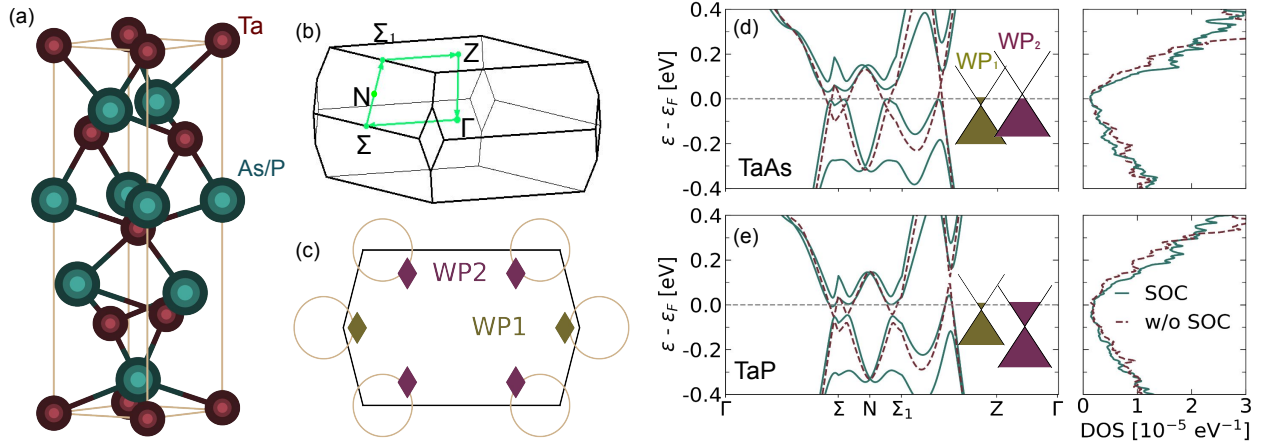 (a)
Ta
As/P
(b)
Σ₁
Z
N
Σ
Γ
(c)
WP2
WP1
(d)
ε - ε_F [eV]
0.4
0.2
0.0
-0.2
-0.4
WP₁
WP₂
TaAs
(e)
ε - ε_F [eV]
0.4
0.2
0.0
-0.2
-0.4
TaP
Γ
Σ
N
Σ₁
Z
Γ
SOC
w/o SOC
0
1
2
3
DOS [10⁻⁵ eV⁻¹]